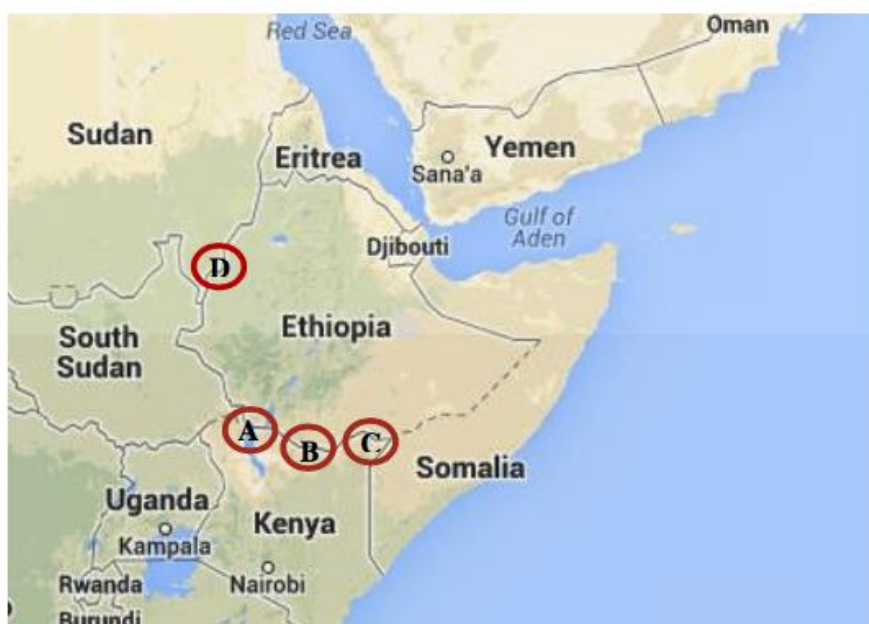 Oman
Red Sea
Sudan
Eritrea
Yemen
Sana'a
Gulf of
Aden
Djibouti
D
Ethiopia
South
Sudan
A
B
C
Somalia
Uganda
Kampala
Kenya
Nairobi
Rwanda
Burundi